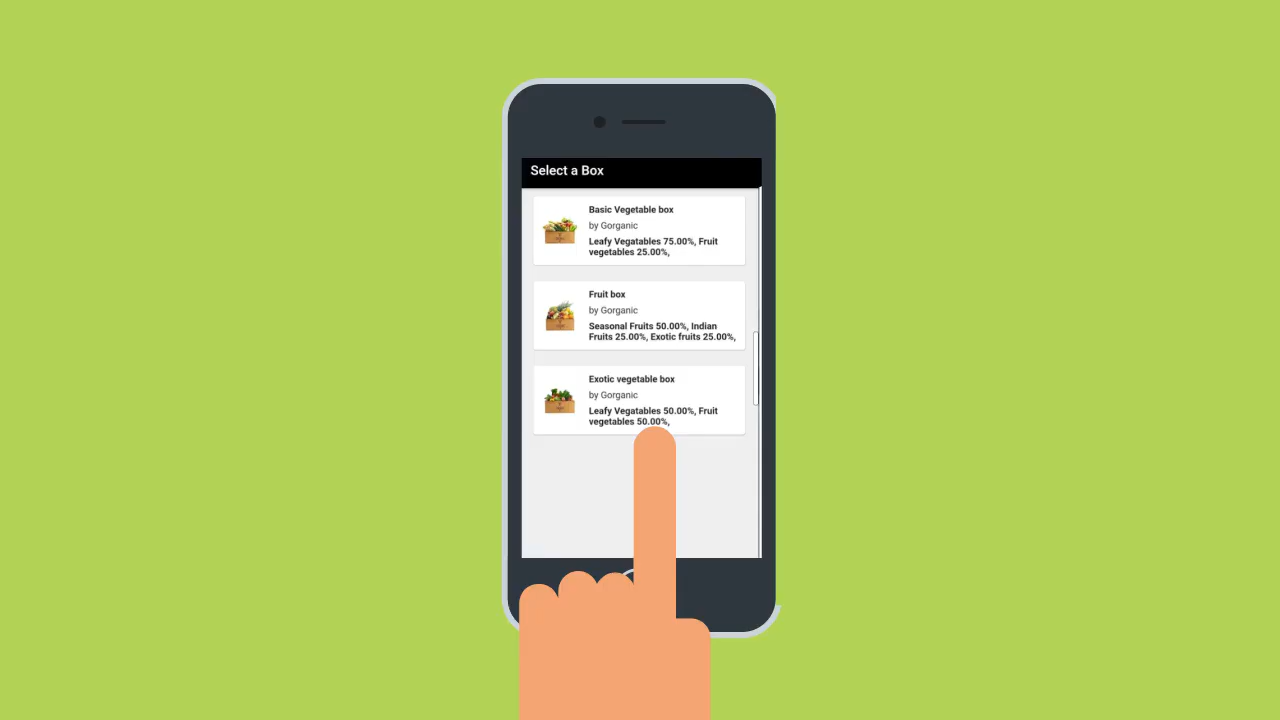 Select a Box
Basic Vegetable box
by Gorganic
Leafy Vegatables 75.00%, Fruit
vegetables 25.00%,
Fruit box
by Gorganic
Seasonal Fruits 50.00%, Indian
Fruits 25.00%, Exotic fruits 25.00%,
Exotic vegetable box
by Gorganic
Leafy Vegatables 50.00%, Fruit
vegetables 50.00%,